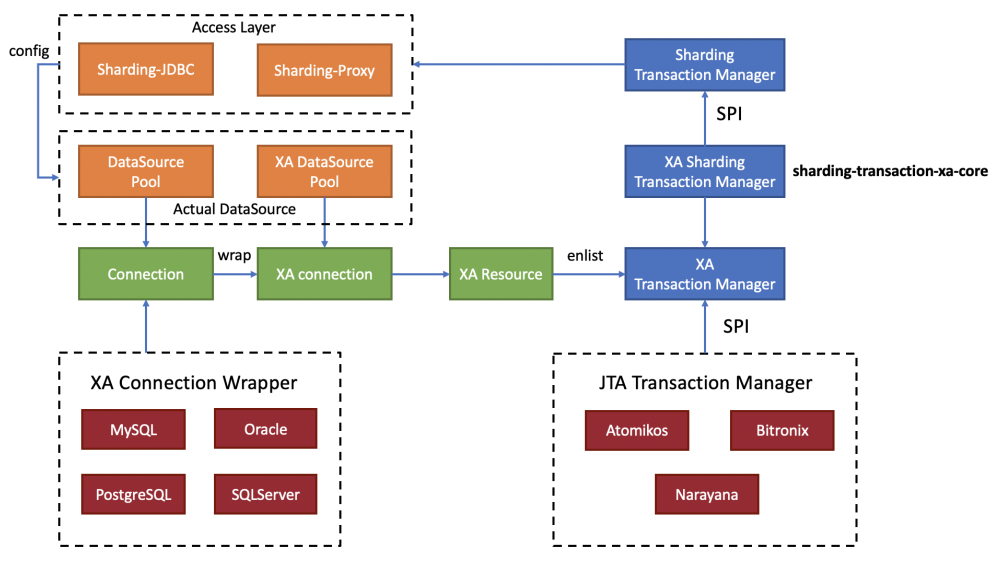 Access Layer
config
Sharding-JDBC
Sharding-Proxy
Sharding
Transaction Manager
SPI
DataSource
Pool
XA DataSource
Pool
Actual DataSource
XA Sharding
Transaction Manager
sharding-transaction-xa-core
Connection
wrap
XA connection
XA Resource
enlist
XA
Transaction Manager
SPI
XA Connection Wrapper
MySQL
Oracle
PostgreSQL
SQLServer
JTA Transaction Manager
Atomikos
Bitronix
Narayana